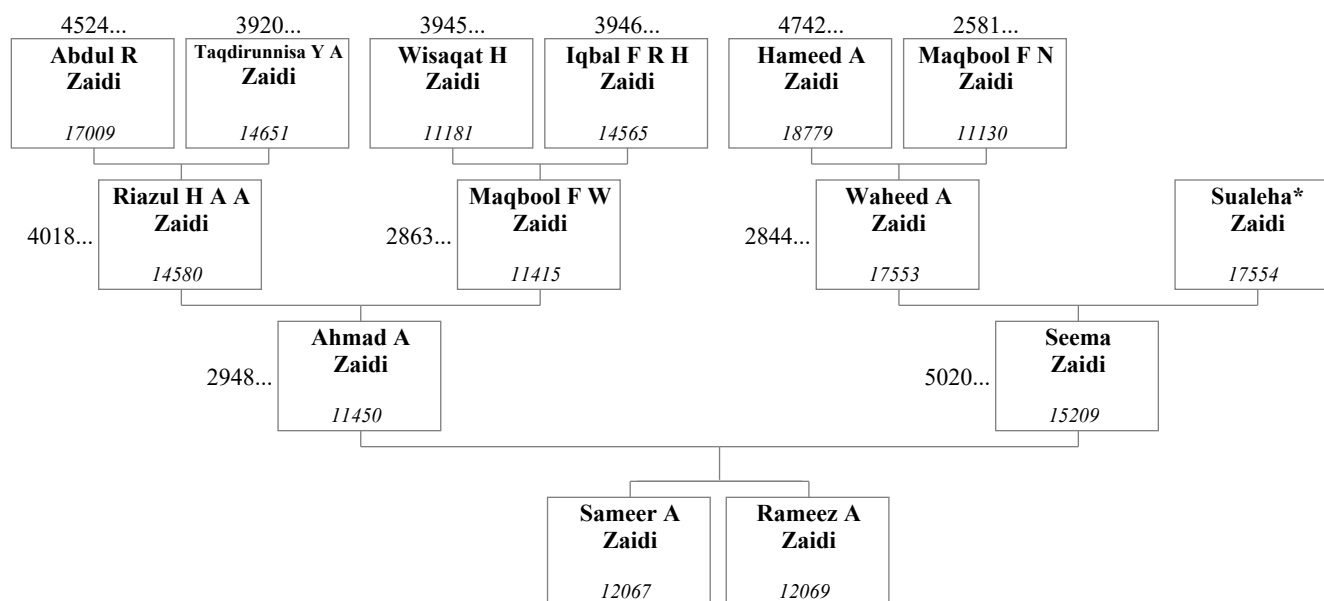 4524... 3920... 3945... 3946... 4742... 2581...
Abdul R
Zaidi
17009
Taqdirunnisa Y A
Zaidi
14651
Wisaqat H
Zaidi
11181
Iqbal F R H
Zaidi
14565
Hameed A
Zaidi
18779
Maqbool F N
Zaidi
11130
4018...
Riazul H A A
Zaidi
14580
2863...
Maqbool F W
Zaidi
11415
2844...
Waheed A
Zaidi
17553
Sualeha*
Zaidi
17554
2948...
Ahmad A
Zaidi
11450
5020...
Seema
Zaidi
15209
Sameer A
Zaidi
12067
Rameez A
Zaidi
12069